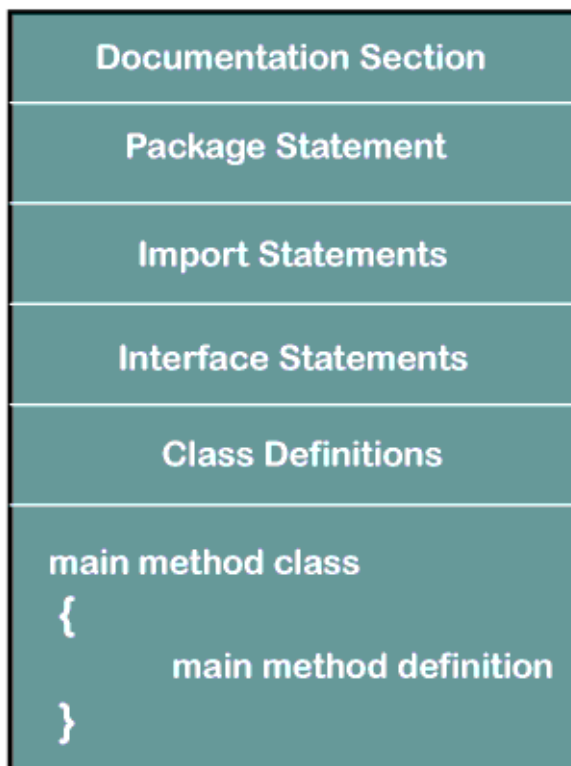 Documentation Section
Package Statement
Import Statements
Interface Statements
Class Definitions
main method class
{
main method definition
}